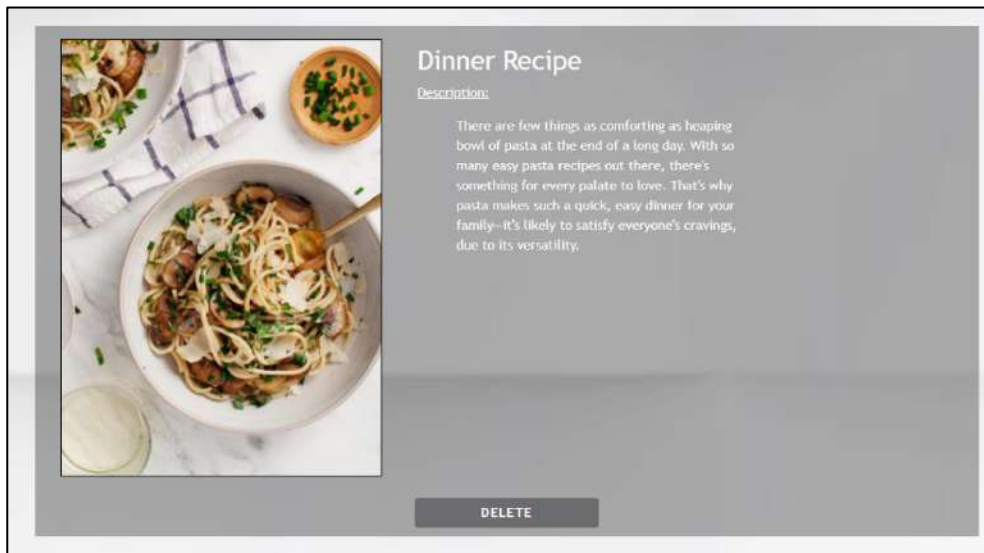 Dinner Recipe
Description:
There are few things as comforting as heaping
bowl of pasta at the end of a long day. With so
many easy pasta recipes out there, there's
something for every palate to love. That's why
pasta makes such a quick, easy dinner for your
family—it's likely to satisfy everyone's cravings,
due to its versatility.
DELETE